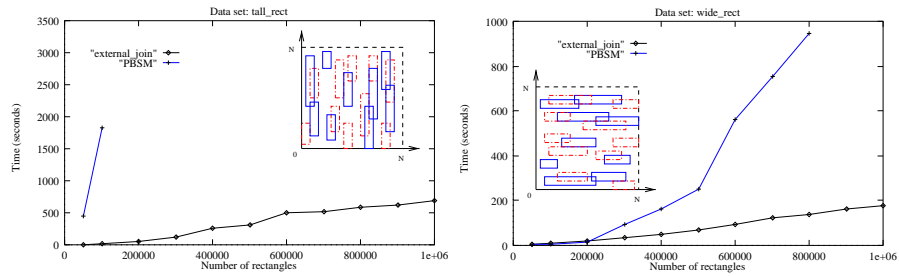 Data set: tall_rect
3500
3000
2500
2000
1500
1000
500
0
0 200000 400000 600000 800000 1e+06
Time (seconds)
Number of rectangles
"external_join"
"PBSM"
N
0
N
Data set: wide_rect
1000
800
600
400
200
0
0 200000 400000 600000 800000 1e+06
Time (seconds)
Number of rectangles
"external_join"
"PBSM"
N
0
N